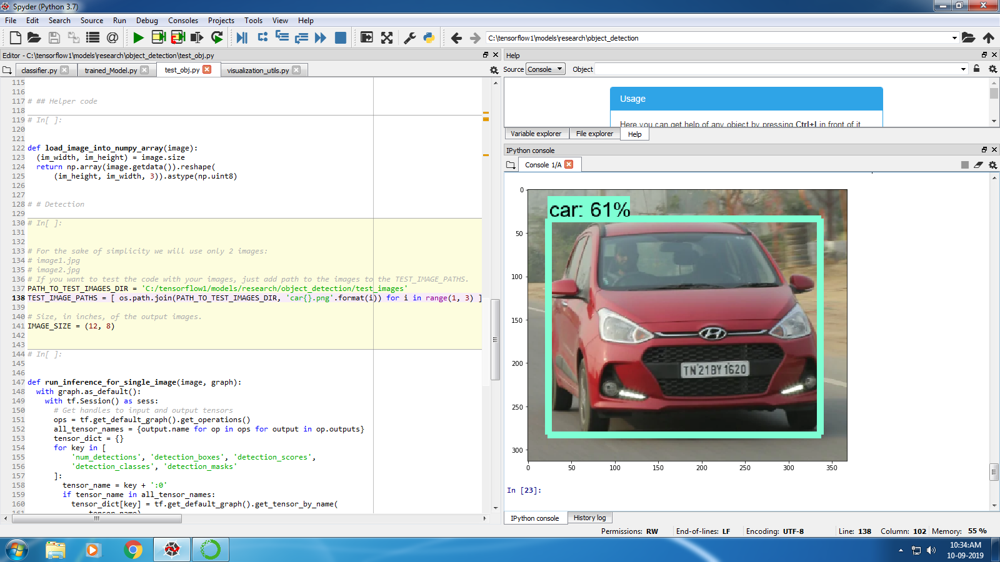 Spyder (Python 3.7)
File Edit Search Source Run Debug Consoles Projects Tools View Help
C:\tensorflow1\models\research\object_detection
Editor - C:\tensorflow1\models\research\object_detection\test_obj.py
classifier.py trained_Model.py test_obj.py visualization_utils.py
115
116
117 # ## Helper code
118
119 # In[ ]:
120
121
122 def load_image_into_numpy_array(image):
123   (im_width, im_height) = image.size
124   return np.array(image.getdata()).reshape(
125       (im_height, im_width, 3)).astype(np.uint8)
126
127
128 # # Detection
129
130 # In[ ]:
131
132
133 # For the sake of simplicity we will use only 2 images:
134 # image1.jpg
135 # image2.jpg
136 # If you want to test the code with your images, just add path to the images to the TEST_IMAGE_PATHS.
137 PATH_TO_TEST_IMAGES_DIR = 'C:/tensorflow1/models/research/object_detection/test_images'
138 TEST_IMAGE_PATHS = [ os.path.join(PATH_TO_TEST_IMAGES_DIR, 'car{}.png'.format(i)) for i in range(1, 3) ]
139
140 # Size, in inches, of the output images.
141 IMAGE_SIZE = (12, 8)
142
143
144 # In[ ]:
145
146
147 def run_inference_for_single_image(image, graph):
148   with graph.as_default():
149     with tf.Session() as sess:
150       # Get handles to input and output tensors
151       ops = tf.get_default_graph().get_operations()
152       all_tensor_names = {output.name for op in ops for output in op.outputs}
153       tensor_dict = {}
154       for key in [
155           'num_detections', 'detection_boxes', 'detection_scores',
156           'detection_classes', 'detection_masks'
157       ]:
158         tensor_name = key + ':0'
159         if tensor_name in all_tensor_names:
160           tensor_dict[key] = tf.get_default_graph().get_tensor_by_name(
161               tensor_name)
Help
Source Console Object
Usage
Here you can get help of any object by pressing Ctrl+I in front of it
Variable explorer File explorer Help
IPython console
Console 1/A
car: 61%
TN 21BY 1620
0
50
100
150
200
250
300
0 50 100 150 200 250 300 350
In [23]:
IPython console History log
Permissions: RW End-of-lines: LF Encoding: UTF-8 Line: 138 Column: 102 Memory: 55 %
10:34:AM
10-09-2019